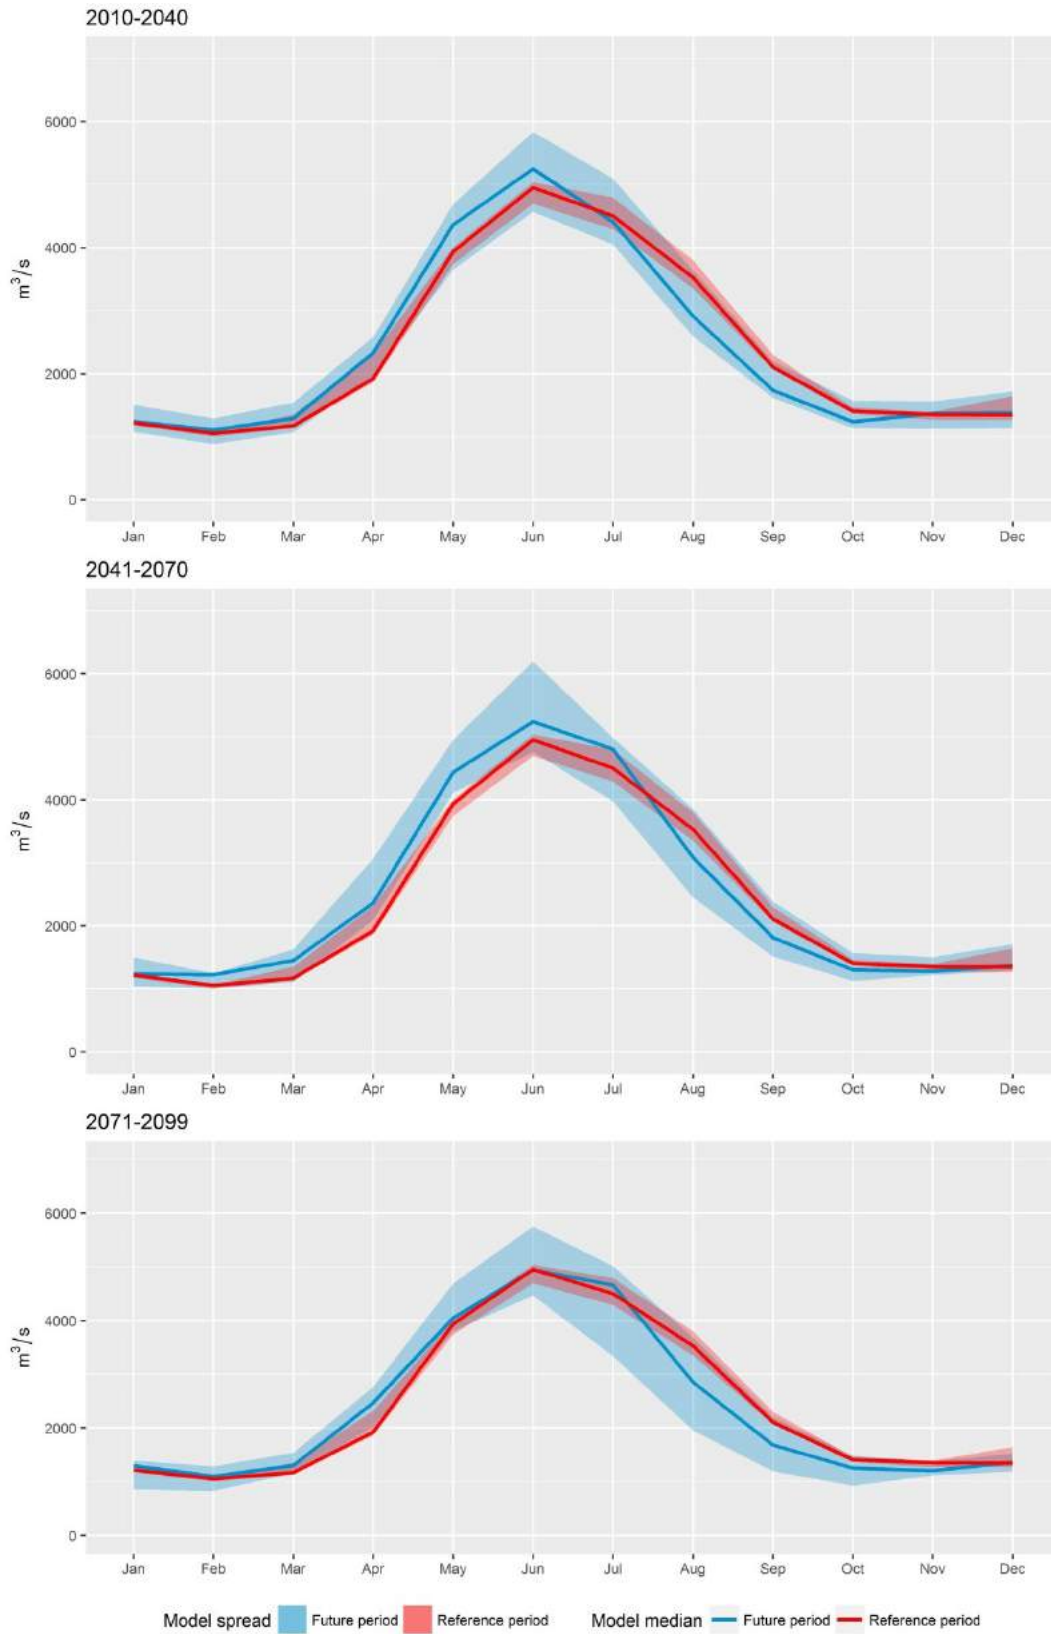 2010-2040
6000
4000
2000
0
m³/s
Jan Feb Mar Apr May Jun Jul Aug Sep Oct Nov Dec
2041-2070
6000
4000
2000
0
m³/s
Jan Feb Mar Apr May Jun Jul Aug Sep Oct Nov Dec
2071-2099
6000
4000
2000
0
m³/s
Jan Feb Mar Apr May Jun Jul Aug Sep Oct Nov Dec
Model spread Future period Reference period Model median Future period Reference period